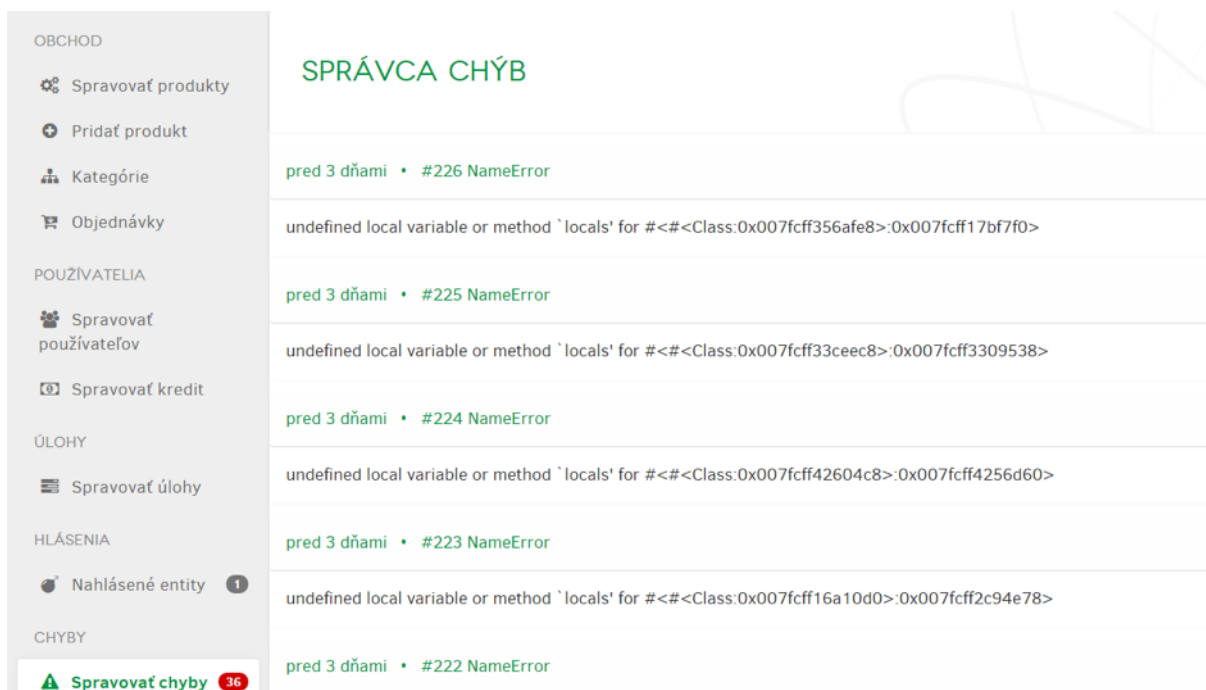 OBCHOD
Spravovať produkty
Pridať produkt
Kategórie
Objednávky
POUŽÍVATELIA
Spravovať
používateľov
Spravovať kredit
ÚLOHY
Spravovať úlohy
HLÁSENIA
Nahlásené entity 1
CHYBY
Spravovať chyby 36
SPRÁVCA CHÝB
pred 3 dňami • #226 NameError
undefined local variable or method `locals' for #<#<Class:0x007fcff356afe8>:0x007fcff17bf7f0>
pred 3 dňami • #225 NameError
undefined local variable or method `locals' for #<#<Class:0x007fcff33ceec8>:0x007fcff3309538>
pred 3 dňami • #224 NameError
undefined local variable or method `locals' for #<#<Class:0x007fcff42604c8>:0x007fcff4256d60>
pred 3 dňami • #223 NameError
undefined local variable or method `locals' for #<#<Class:0x007fcff16a10d0>:0x007fcff2c94e78>
pred 3 dňami • #222 NameError